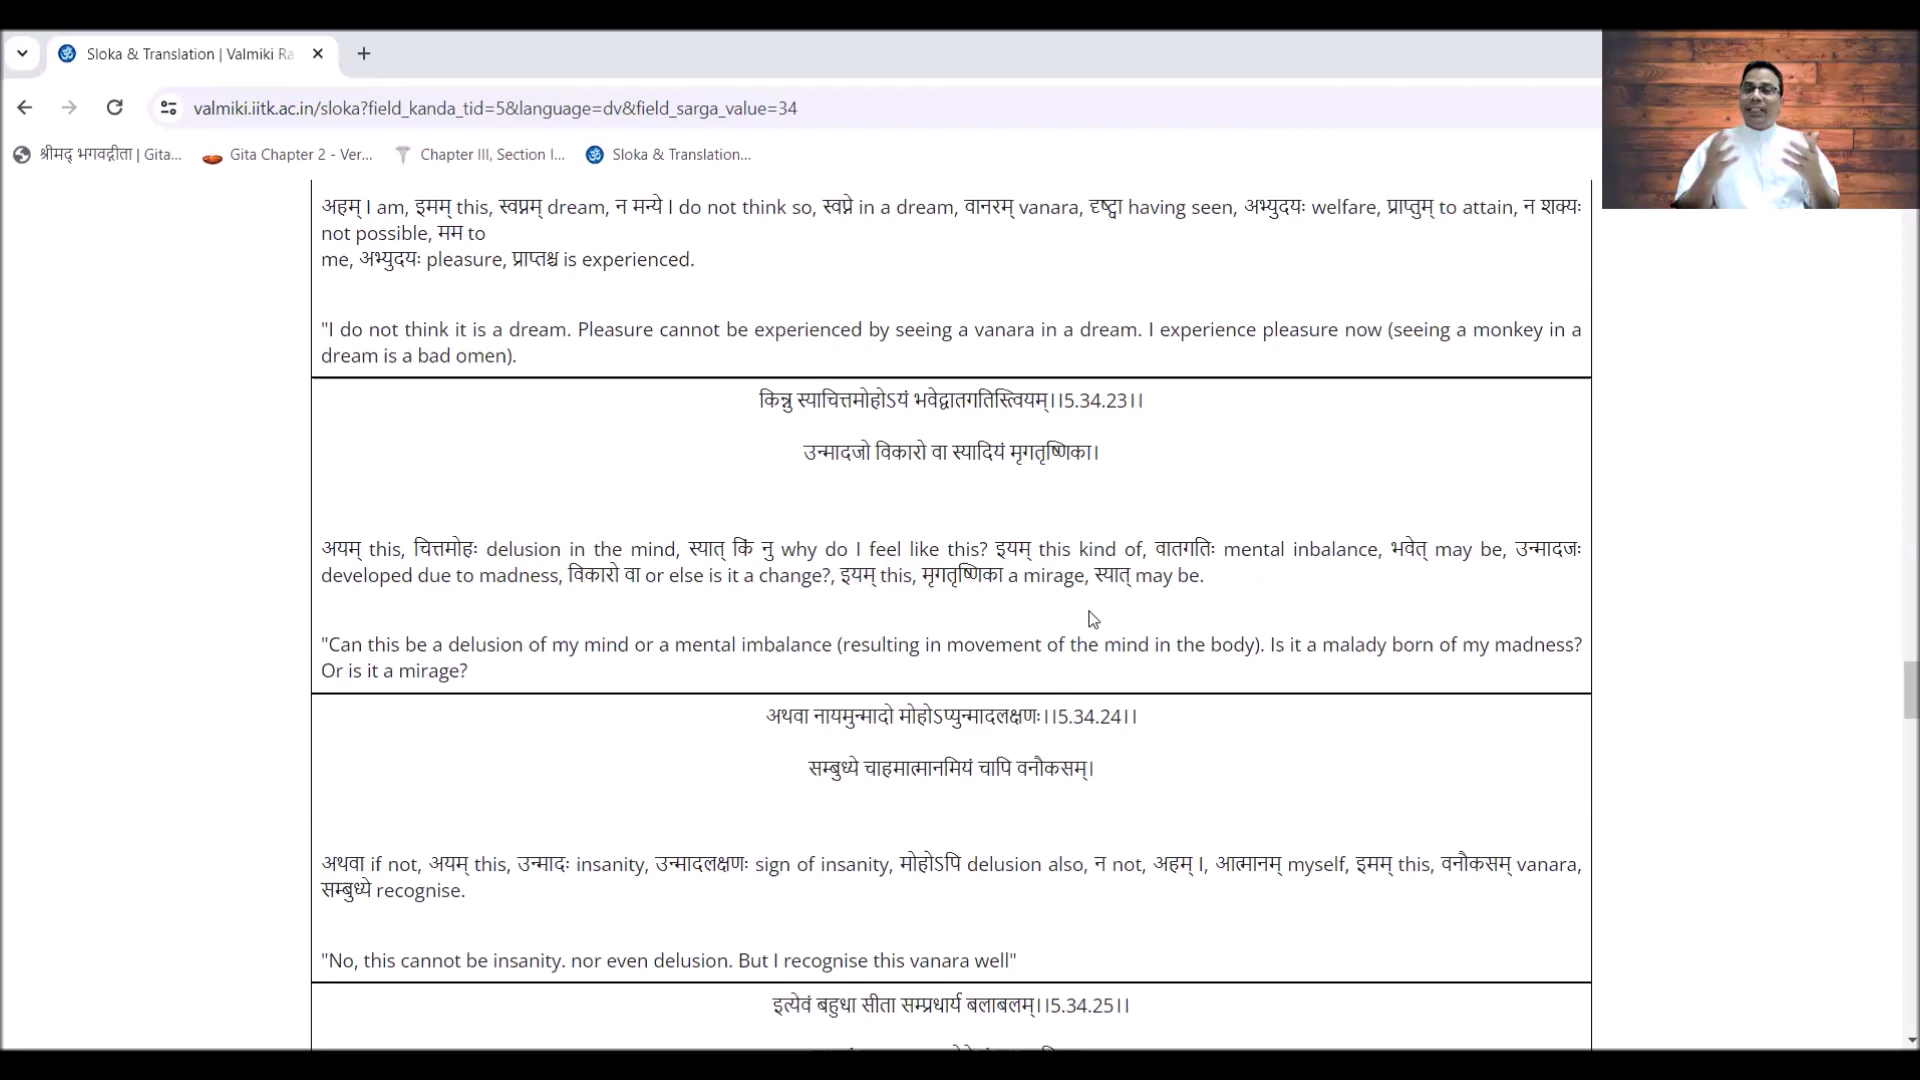 Sloka & Translation | Valmiki Ra
valmiki.iitk.ac.in/sloka?field_kanda_tid=5&language=dv&field_sarga_value=34
श्रीमद् भगवद्गीता | Gita... Gita Chapter 2 - Ver... Chapter III, Section I... Sloka & Translation...
अहम् I am, इमम् this, स्वप्नम् dream, न मन्ये I do not think so, स्वप्ने in a dream, वानरम् vanara, दृष्ट्वा having seen, अभ्युदयः welfare, प्राप्तुम् to attain, न शक्यः
not possible, मम to
me, अभ्युदयः pleasure, प्राप्तश्च is experienced.
"I do not think it is a dream. Pleasure cannot be experienced by seeing a vanara in a dream. I experience pleasure now (seeing a monkey in a
dream is a bad omen).
किन्नु स्याचित्तमोहोऽयं भवेद्वातगतिस्त्वियम्।।5.34.23।।
उन्मादजो विकारो वा स्यादियं मृगतृष्णिका।
अयम् this, चित्तमोहः delusion in the mind, स्यात् किं नु why do I feel like this? इयम् this kind of, वातगतिः mental inbalance, भवेत् may be, उन्मादजः
developed due to madness, विकारो वा or else is it a change?, इयम् this, मृगतृष्णिका a mirage, स्यात् may be.
"Can this be a delusion of my mind or a mental imbalance (resulting in movement of the mind in the body). Is it a malady born of my madness?
Or is it a mirage?
अथवा नायमुन्मादो मोहोऽप्युन्मादलक्षणः।।5.34.24।।
सम्बुध्ये चाहमात्मानमियं चापि वनौकसम्।
अथवा if not, अयम् this, उन्मादः insanity, उन्मादलक्षणः sign of insanity, मोहोऽपि delusion also, न not, अहम् I, आत्मानम् myself, इमम् this, वनौकसम् vanara,
सम्बुध्ये recognise.
"No, this cannot be insanity. nor even delusion. But I recognise this vanara well"
इत्येवं बहुधा सीता सम्प्रधार्य बलाबलम्।।5.34.25।।